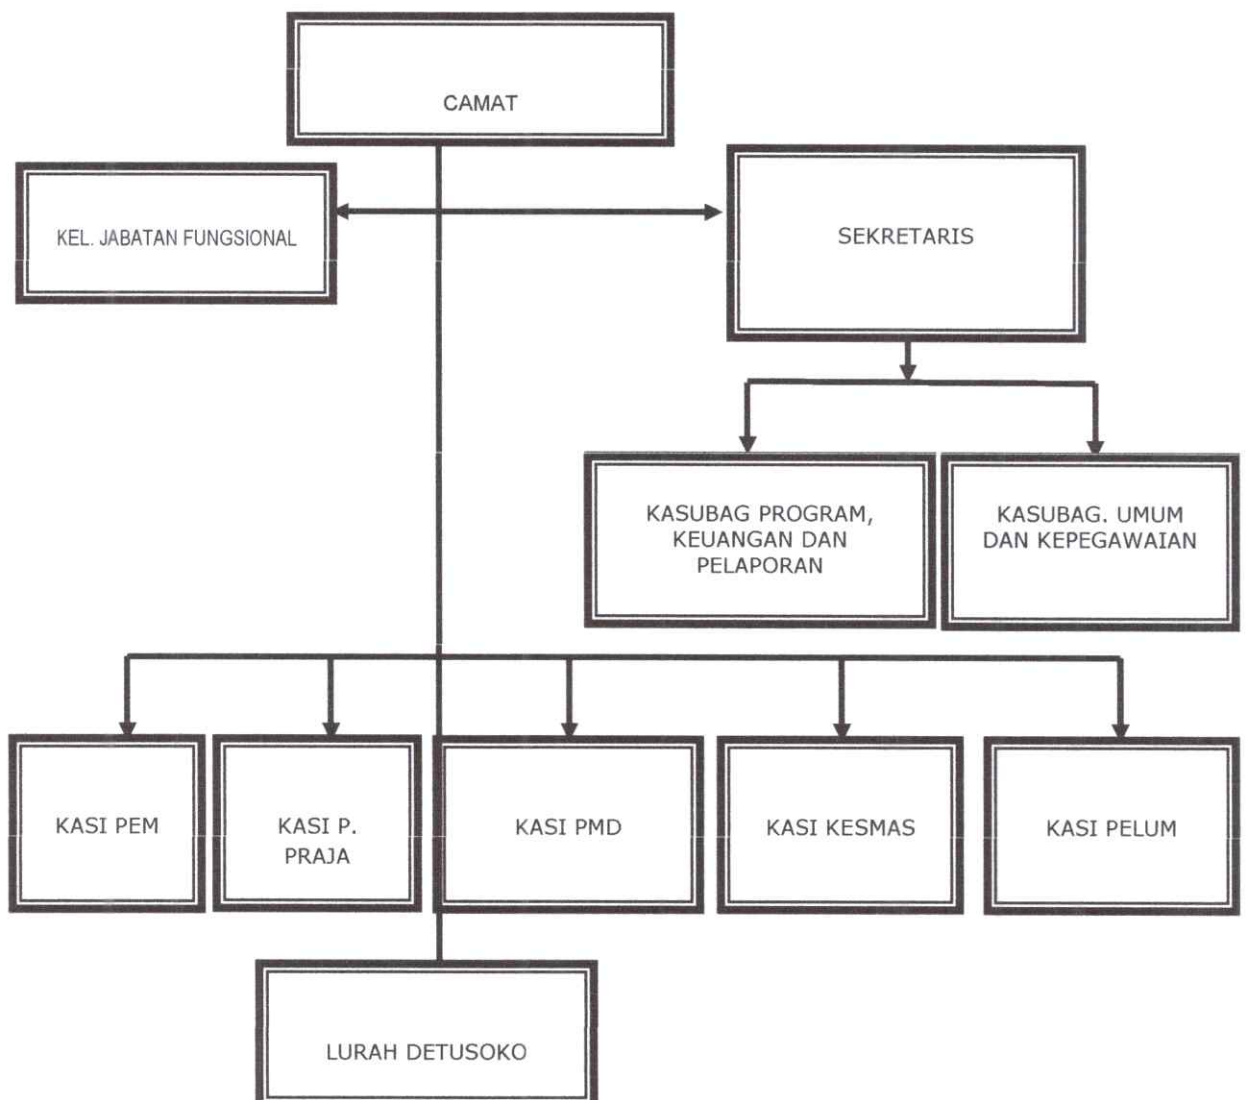 CAMAT
KEL. JABATAN FUNGSIONAL
SEKRETARIS
KASUBAG PROGRAM,
KEUANGAN DAN
PELAPORAN
KASUBAG. UMUM
DAN KEPEGAWAIAN
KASI PEM
KASI P.
PRAJA
KASI PMD
KASI KESMAS
KASI PELUM
LURAH DETUSOKO